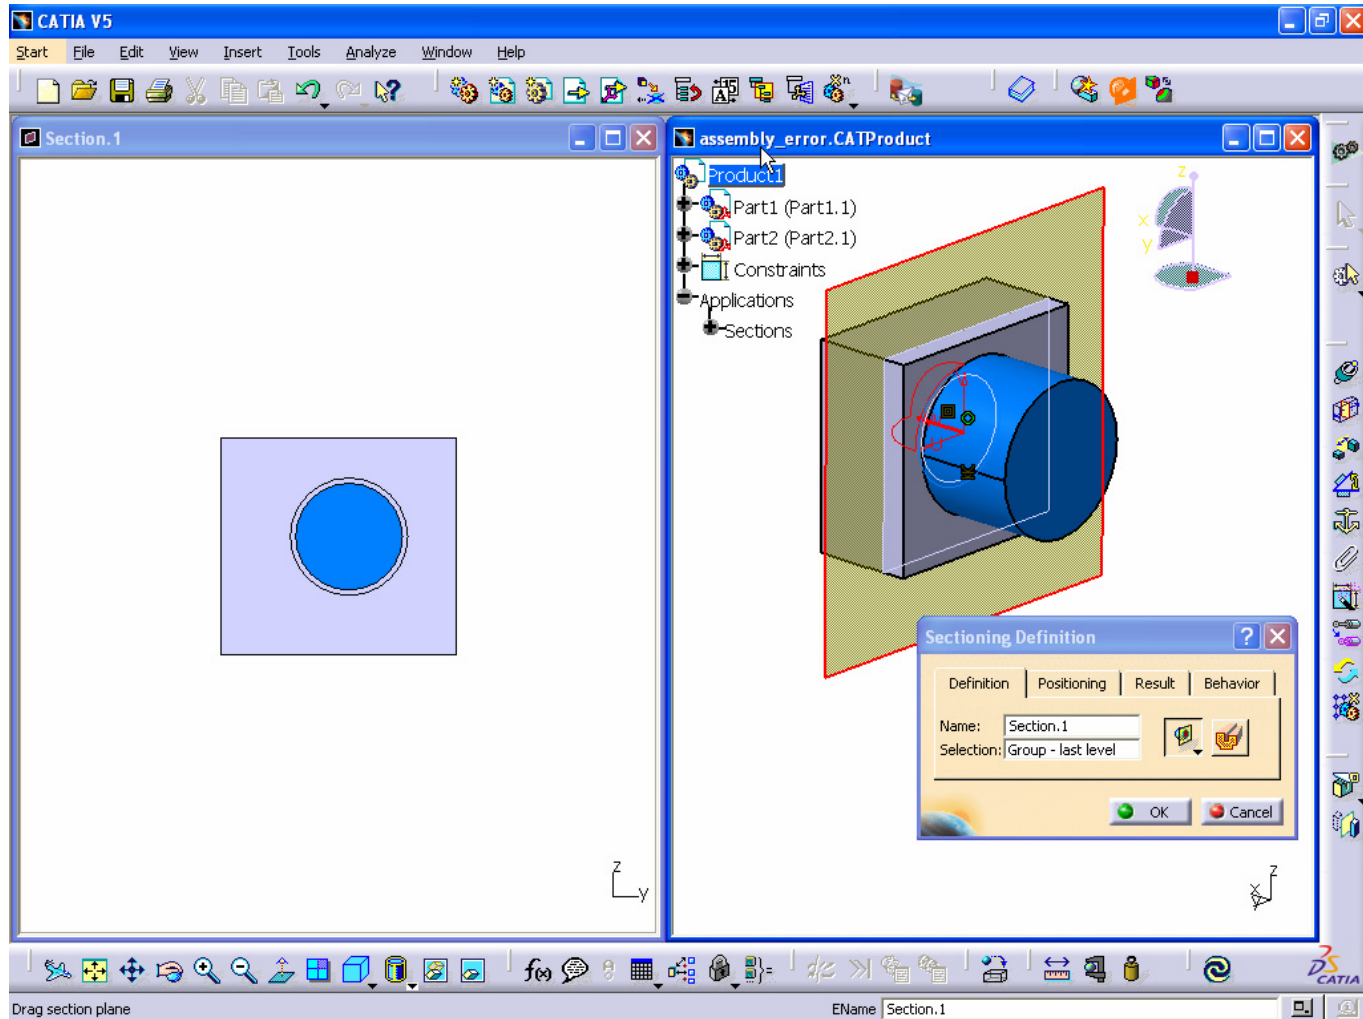 CATIA V5
Start File Edit View Insert Tools Analyze Window Help
Section.1
assembly_error.CATProduct
Product1
Part1 (Part1.1)
Part2 (Part2.1)
Constraints
Applications
Sections
z
x
y
Sectioning Definition
Definition Positioning Result Behavior
Name: Section.1
Selection: Group - last level
OK Cancel
z
y
z
x
y
f(x)
CATIA
Drag section plane
EName Section.1